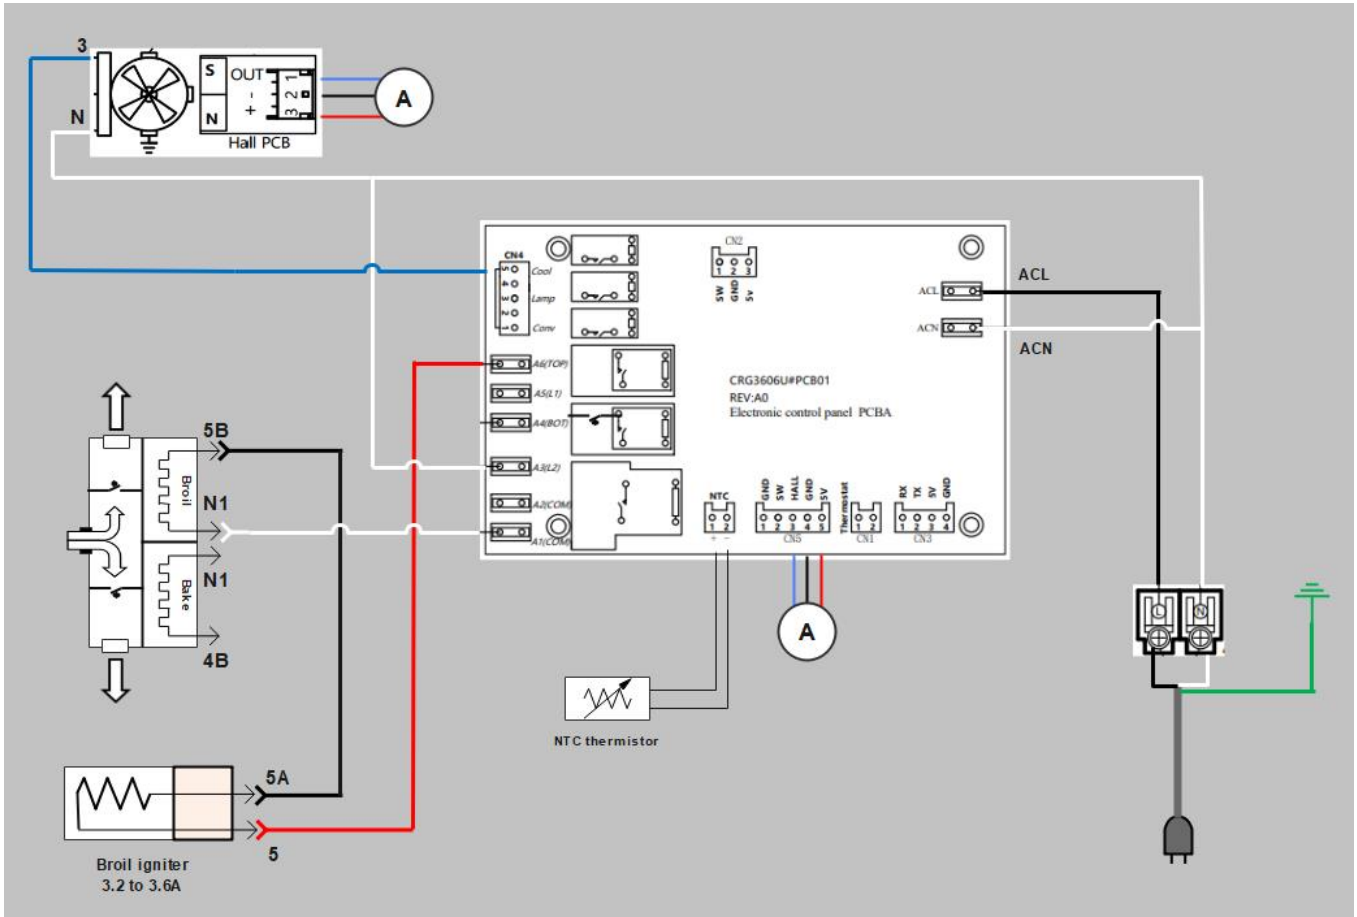 3
N
S
N
OUT
-
+
1
2
3
Hall PCB
A
CN4
5
4
3
2
1
Cool
Lamp
Conv
CN2
1 2 3
SW
GND
5v
ACL
ACN
ACL
ACN
A6(TOP)
A5(L1)
A4(BOT)
A3(L2)
A2(COM)
A1(COM)
CRG3606U#PCB01
REV:A0
Electronic control panel PCBA
NTC
1 2
+ -
GND
SW
HALL
GND
5V
1 2 3 4 5
CN5
Thermostat
1 2
CN1
RX
TX
5V
GND
1 2 3 4
CN3
5B
Broil
N1
N1
Bake
4B
A
L
N
NTC thermistor
5A
5
Broil igniter
3.2 to 3.6A